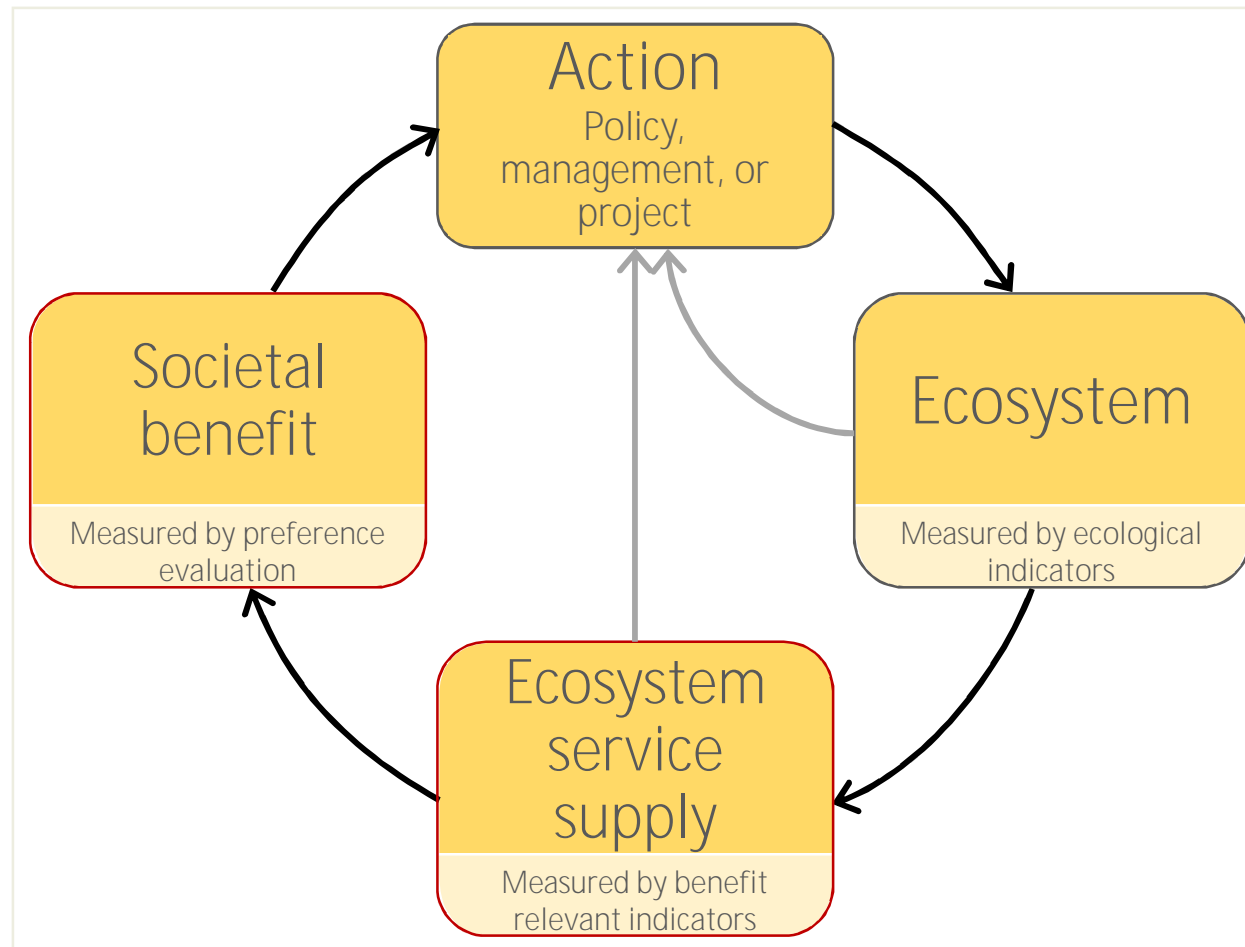 Action
Policy,
management, or
project
Societal
benefit
Measured by preference
evaluation
Ecosystem
Measured by ecological
indicators
Ecosystem
service
supply
Measured by benefit
relevant indicators